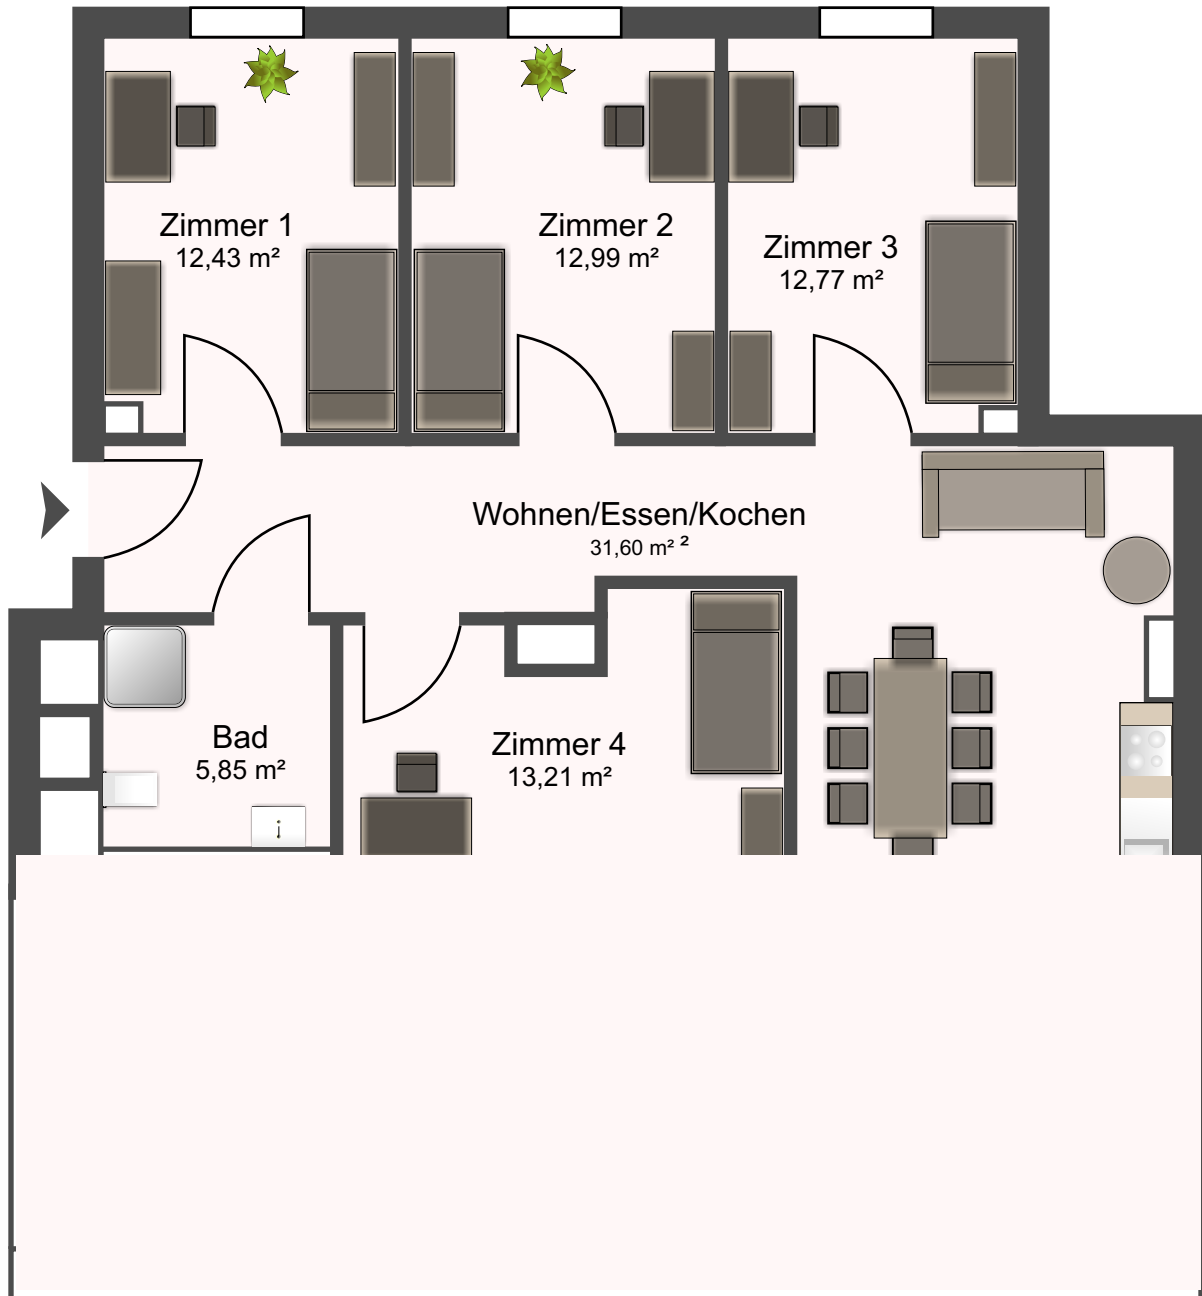 Zimmer 1
12,43 m²
Zimmer 2
12,99 m²
Zimmer 3
12,77 m²
Wohnen/Essen/Kochen
31,60 m² ²
Bad
5,85 m²
Zimmer 4
13,21 m²